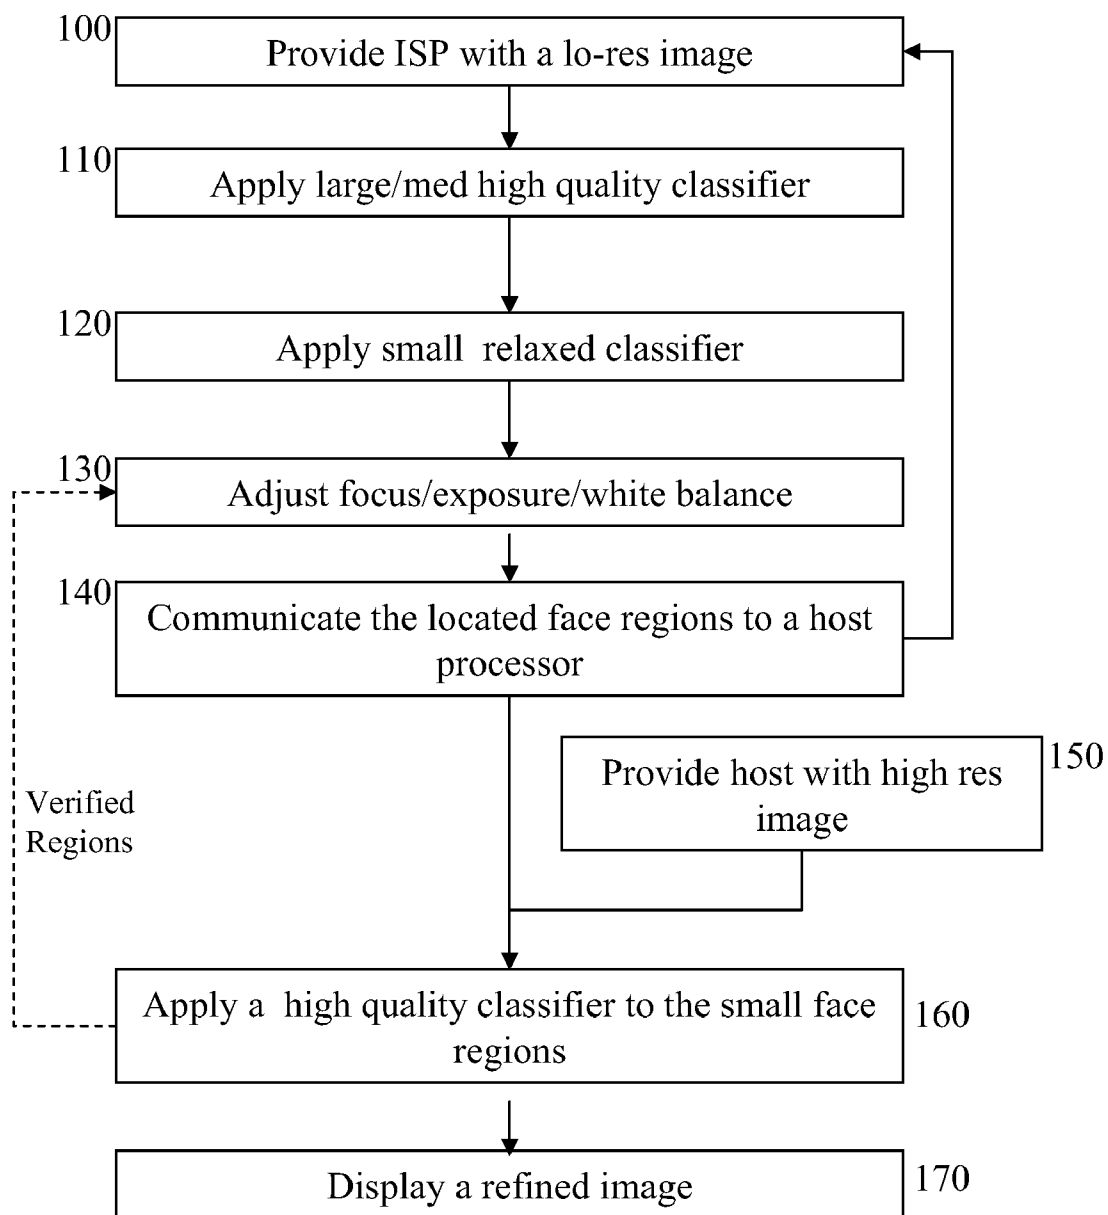 100
Provide ISP with a lo-res image
110
Apply large/med high quality classifier
120
Apply small relaxed classifier
130
Adjust focus/exposure/white balance
140
Communicate the located face regions to a host
processor
150
Provide host with high res
image
Verified
Regions
Apply a high quality classifier to the small face
regions
160
Display a refined image
170